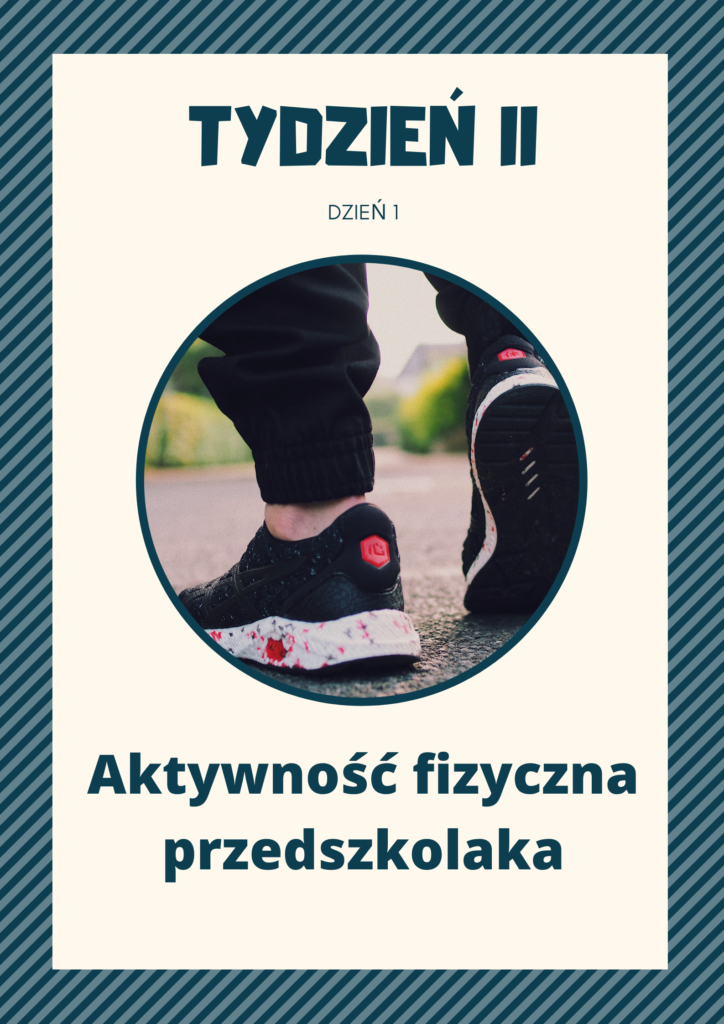 TYDZIEŃ II
DZIEŃ 1
Aktywność fizyczna
przedszkolaka